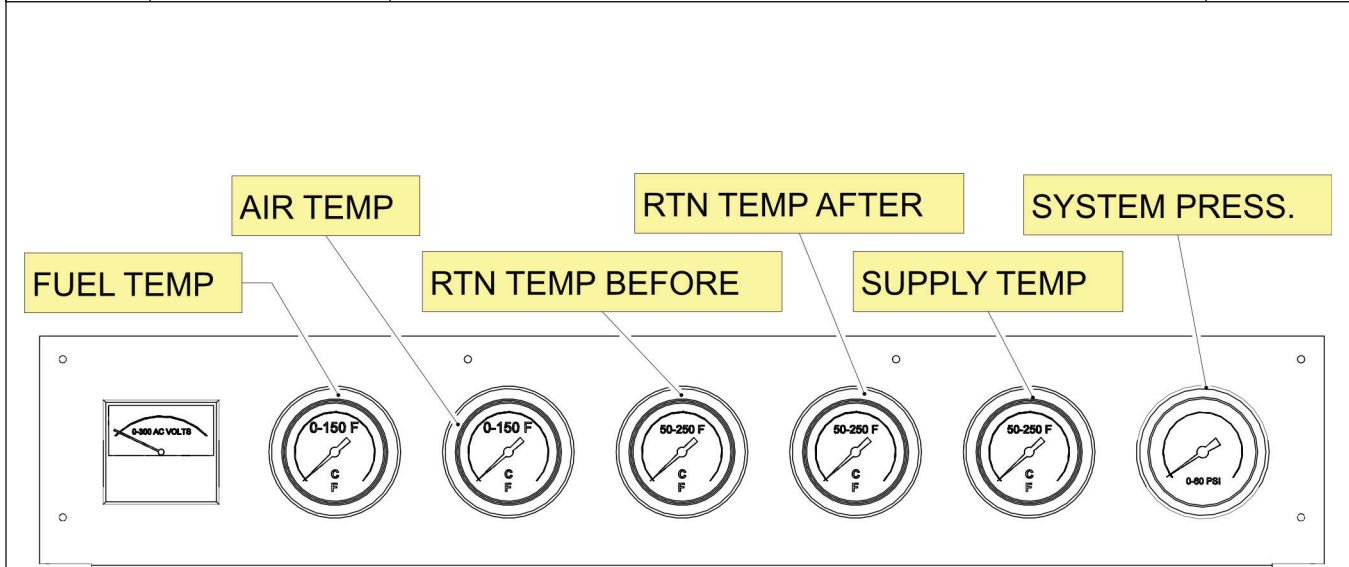 AIR TEMP
RTN TEMP AFTER
SYSTEM PRESS.
FUEL TEMP
RTN TEMP BEFORE
SUPPLY TEMP
0-300 AC VOLTS
0-150 F
C
F
0-150 F
C
F
50-250 F
C
F
50-250 F
C
F
50-250 F
C
F
0-60 PSI